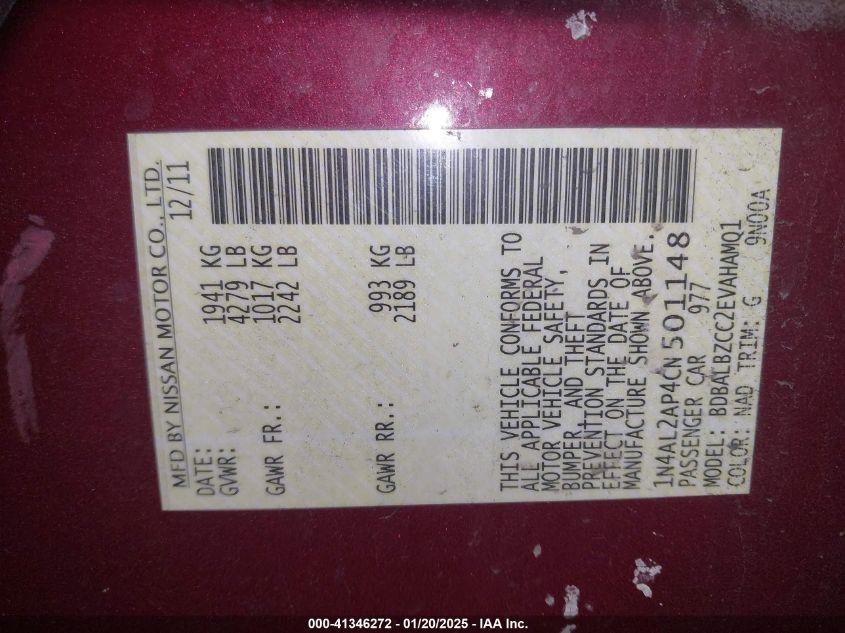 MFD BY NISSAN MOTOR CO., LTD.
DATE: 12/11
GVWR: 1941 KG
4279 LB
GAWR FR.: 1017 KG
2242 LB
GAWR RR.: 993 KG
2189 LB
THIS VEHICLE CONFORMS TO
ALL APPLICABLE FEDERAL
MOTOR VEHICLE SAFETY,
BUMPER AND THEFT
PREVENTION STANDARDS IN
EFFECT ON THE DATE OF
MANUFACTURE SHOWN ABOVE.
1N4AL2AP4CN501148
PASSENGER CAR 977
MODEL: BDBALBZCC2EVAHAMQ1
COLOR: NAD TRIM: G 9N00A
000-41346272 - 01/20/2025 - IAA Inc.